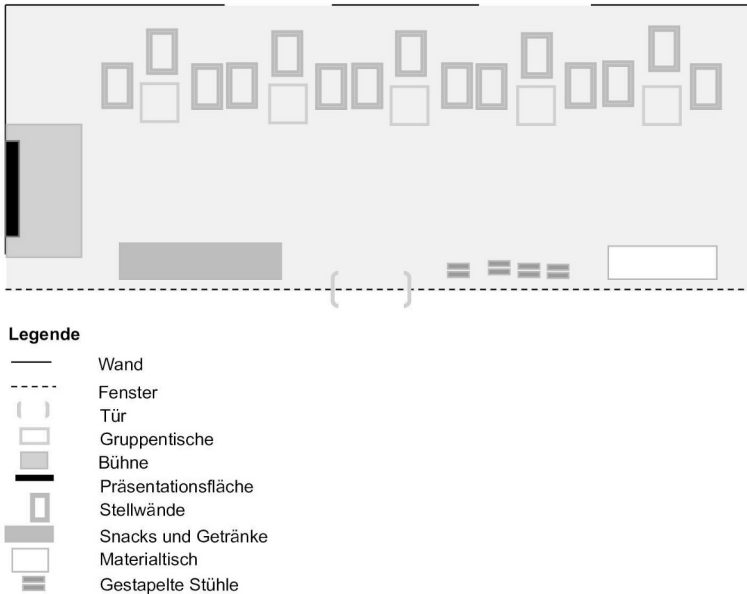 Legende
Wand
Fenster
Tür
Gruppentische
Bühne
Präsentationsfläche
Stellwände
Snacks und Getränke
Materialtisch
Gestapelte Stühle